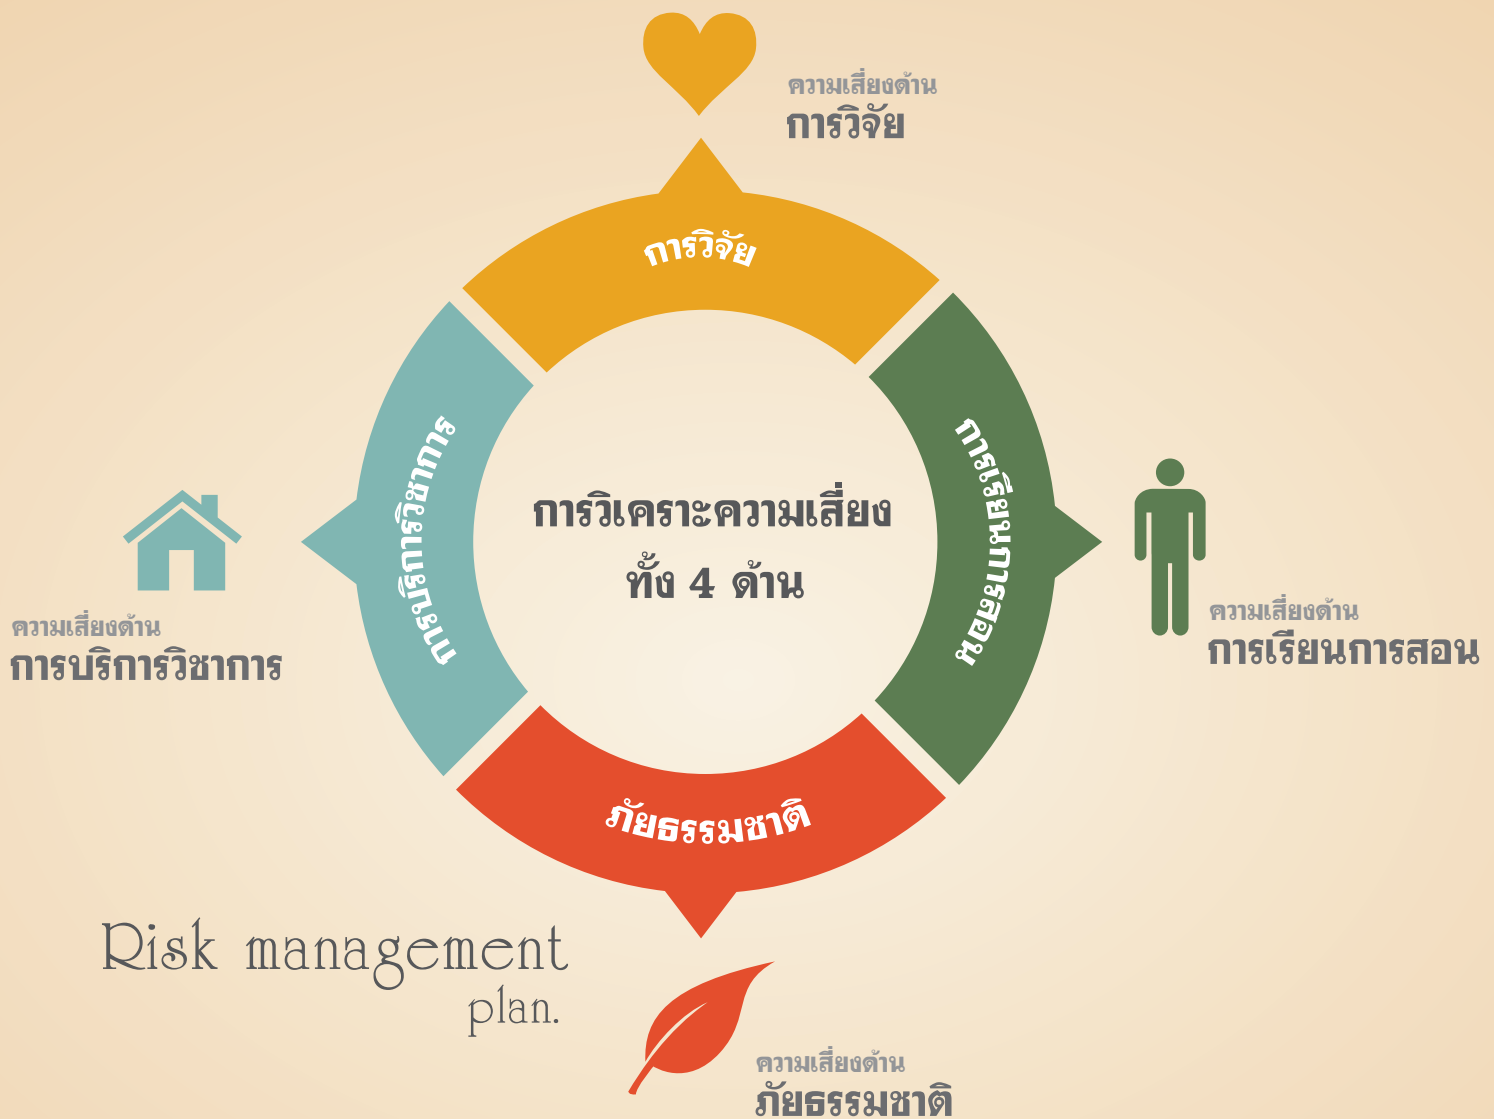 ความเสี่ยงด้าน
การวิจัย
การวิจัย
การบริการวิชาการ
การเรียนการสอน
การวิเคราะความเสี่ยง
ทั้ง 4 ด้าน
ความเสี่ยงด้าน
การบริการวิชาการ
ความเสี่ยงด้าน
การเรียนการสอน
ภัยธรรมชาติ
Risk management
plan.
ความเสี่ยงด้าน
ภัยธรรมชาติ